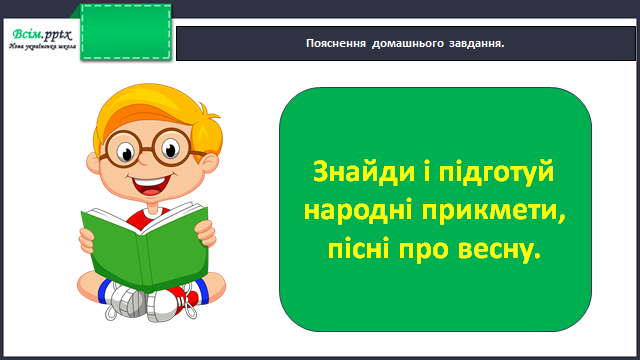 Всім.pptx
Нова українська школа
Пояснення домашнього завдання.
Знайди і підготуй
народні прикмети,
пісні про весну.